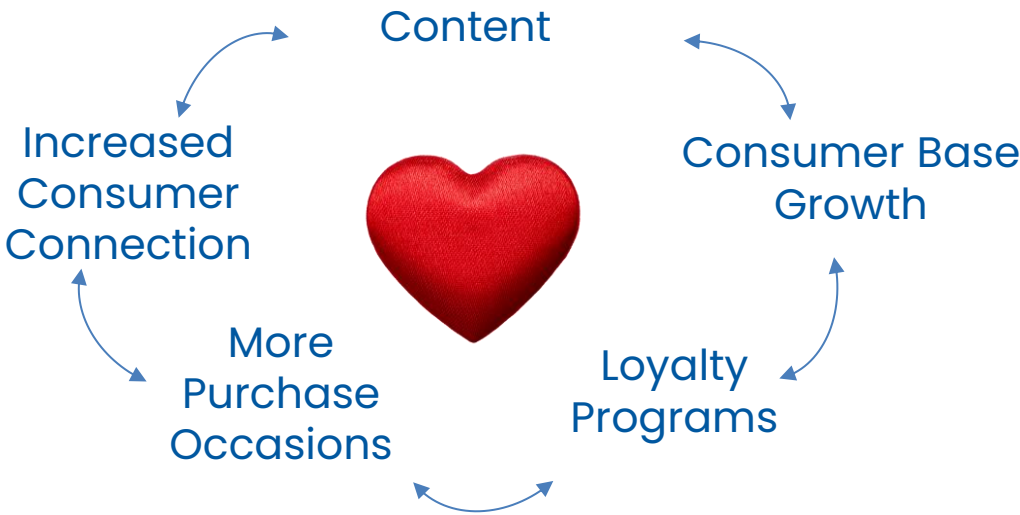 Content
Increased
Consumer
Connection
Consumer Base
Growth
More
Purchase
Occasions
Loyalty
Programs